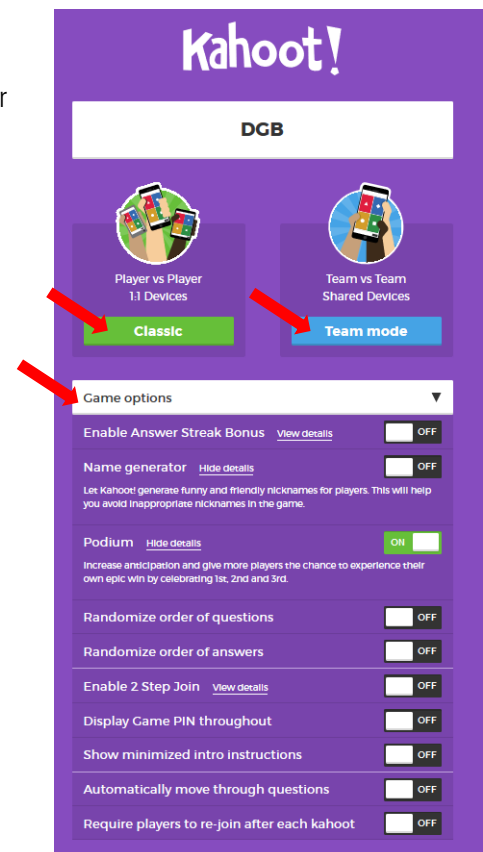 Kahoot!
r
DGB
Player vs Player
1:1 Devices
Classic
Team vs Team
Shared Devices
Team mode
Game options ▼
Enable Answer Streak Bonus View details OFF
Name generator Hide details OFF
Let Kahoot! generate funny and friendly nicknames for players. This will help
you avoid inappropriate nicknames in the game.
Podium Hide details ON
Increase anticipation and give more players the chance to experience their
own epic win by celebrating 1st, 2nd and 3rd.
Randomize order of questions OFF
Randomize order of answers OFF
Enable 2 Step Join View details OFF
Display Game PIN throughout OFF
Show minimized intro instructions OFF
Automatically move through questions OFF
Require players to re-join after each kahoot OFF